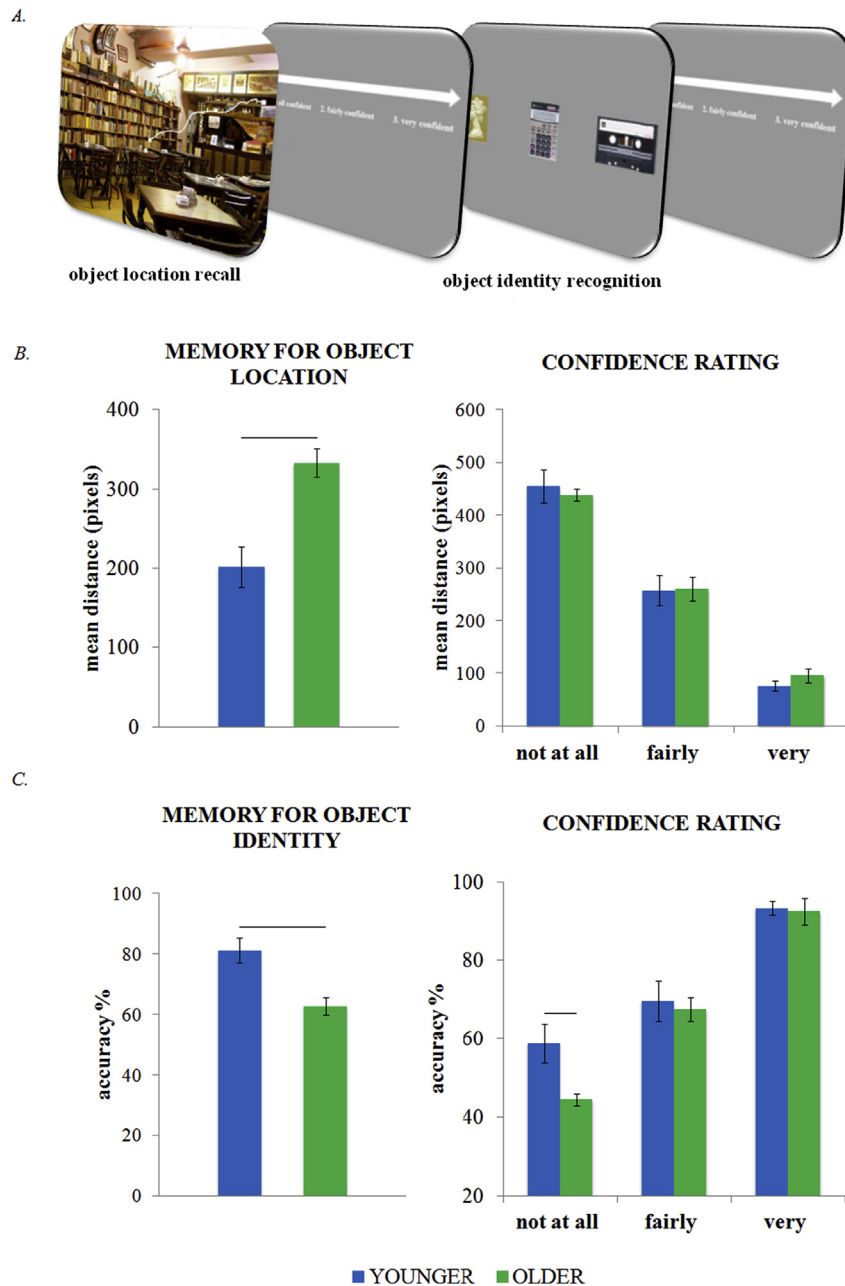 A.
all confident 2. fairly confident 3. very confident
confident 2. fairly confident 3. very confident
object location recall
object identity recognition
B.
MEMORY FOR OBJECT
LOCATION
CONFIDENCE RATING
mean distance (pixels)
400
300
200
100
0
mean distance (pixels)
600
500
400
300
200
100
0
not at all fairly very
C.
MEMORY FOR OBJECT
IDENTITY
CONFIDENCE RATING
accuracy %
100
80
60
40
20
0
accuracy %
100
80
60
40
20
not at all fairly very
YOUNGER OLDER